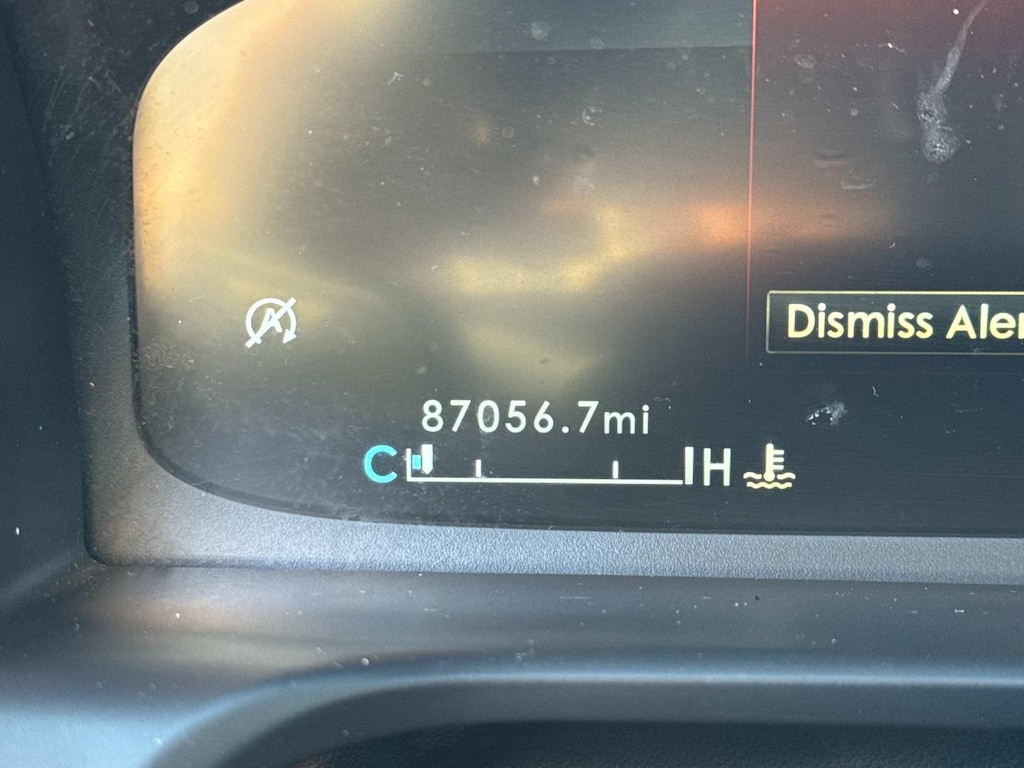 A
Dismiss Aler
87056.7mi
C H